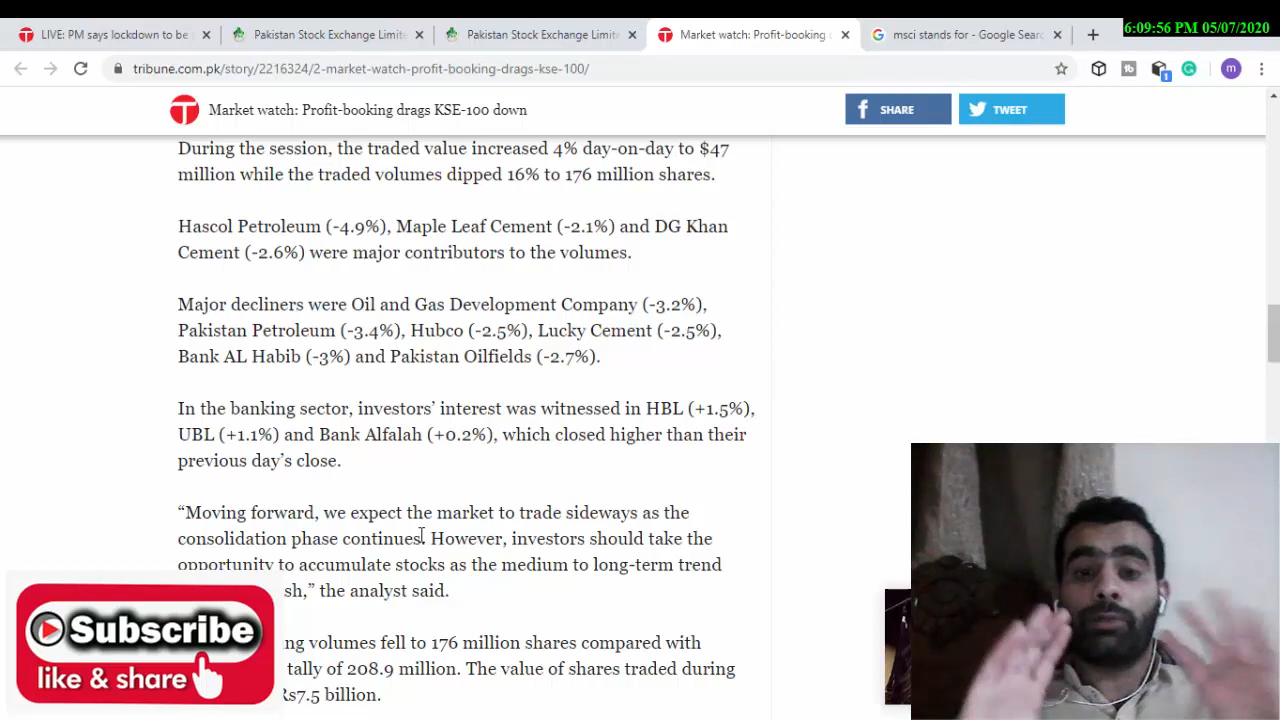 6:09:56 PM 05/07/2020
LIVE: PM says lockdown to be
Pakistan Stock Exchange Limite
Pakistan Stock Exchange Limite
Market watch: Profit-booking
msci stands for - Google Searc
tribune.com.pk/story/2216324/2-market-watch-profit-booking-drags-kse-100/
Market watch: Profit-booking drags KSE-100 down
SHARE
TWEET
During the session, the traded value increased 4% day-on-day to $47
million while the traded volumes dipped 16% to 176 million shares.
Hascol Petroleum (-4.9%), Maple Leaf Cement (-2.1%) and DG Khan
Cement (-2.6%) were major contributors to the volumes.
Major decliners were Oil and Gas Development Company (-3.2%),
Pakistan Petroleum (-3.4%), Hubco (-2.5%), Lucky Cement (-2.5%),
Bank AL Habib (-3%) and Pakistan Oilfields (-2.7%).
In the banking sector, investors’ interest was witnessed in HBL (+1.5%),
UBL (+1.1%) and Bank Alfalah (+0.2%), which closed higher than their
previous day’s close.
“Moving forward, we expect the market to trade sideways as the
consolidation phase continues. However, investors should take the
opportunity to accumulate stocks as the medium to long-term trend
sh,” the analyst said.
ng volumes fell to 176 million shares compared with
tally of 208.9 million. The value of shares traded during
Rs7.5 billion.
Subscribe
like & share